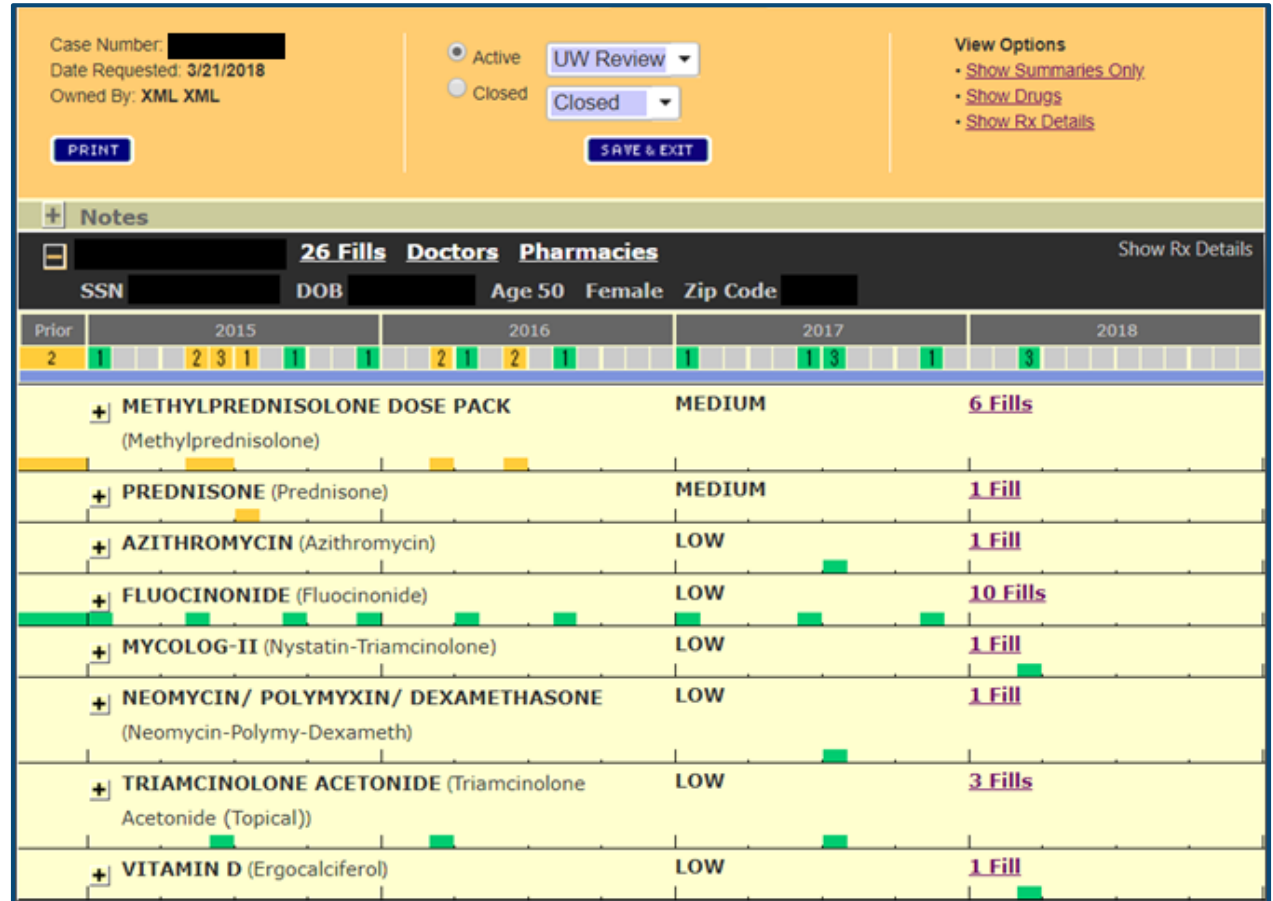 Case Number:
Date Requested: 3/21/2018
Owned By: XML XML
PRINT
Active UW Review
Closed Closed
SAVE & EXIT
View Options
• Show Summaries Only
• Show Drugs
• Show Rx Details
+ Notes
26 Fills Doctors Pharmacies Show Rx Details
SSN DOB Age 50 Female Zip Code
Prior 2015 2016 2017 2018
2 1 2 3 1 1 1 2 1 2 1 1 1 3 1 3
+ METHYLPREDNISOLONE DOSE PACK MEDIUM 6 Fills
(Methylprednisolone)
+ PREDNISONE (Prednisone) MEDIUM 1 Fill
+ AZITHROMYCIN (Azithromycin) LOW 1 Fill
+ FLUOCINONIDE (Fluocinonide) LOW 10 Fills
+ MYCOLOG-II (Nystatin-Triamcinolone) LOW 1 Fill
+ NEOMYCIN/ POLYMYXIN/ DEXAMETHASONE LOW 1 Fill
(Neomycin-Polymy-Dexameth)
+ TRIAMCINOLONE ACETONIDE (Triamcinolone LOW 3 Fills
Acetonide (Topical))
+ VITAMIN D (Ergocalciferol) LOW 1 Fill